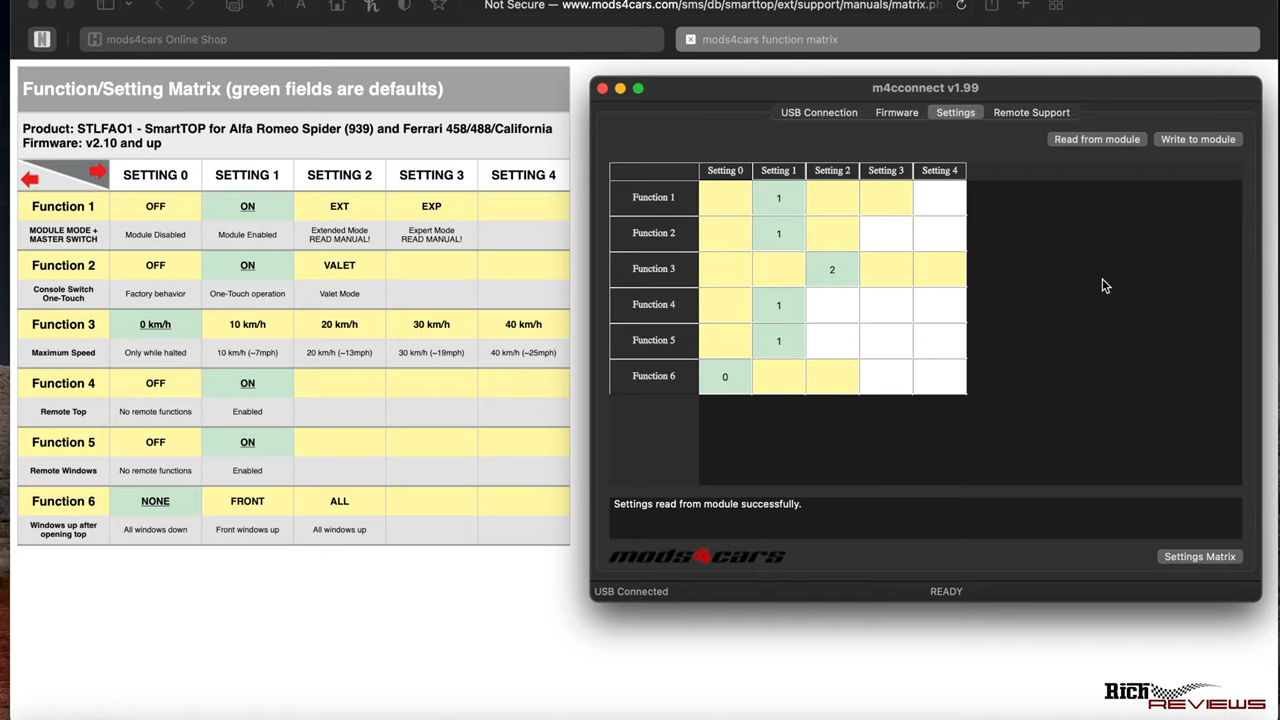 Not Secure — www.mods4cars.com/sms/db/smarttop/ext/support/manuals/matrix.ph
N
mods4cars Online Shop
mods4cars function matrix
Function/Setting Matrix (green fields are defaults)
Product: STLFAO1 - SmartTOP for Alfa Romeo Spider (939) and Ferrari 458/488/California
Firmware: v2.10 and up
SETTING 0 SETTING 1 SETTING 2 SETTING 3 SETTING 4
Function 1 OFF ON EXT EXP
MODULE MODE + MASTER SWITCH Module Disabled Module Enabled Extended Mode READ MANUAL! Expert Mode READ MANUAL!
Function 2 OFF ON VALET
Console Switch One-Touch Factory behavior One-Touch operation Valet Mode
Function 3 0 km/h 10 km/h 20 km/h 30 km/h 40 km/h
Maximum Speed Only while halted 10 km/h (~7mph) 20 km/h (~13mph) 30 km/h (~19mph) 40 km/h (~25mph)
Function 4 OFF ON
Remote Top No remote functions Enabled
Function 5 OFF ON
Remote Windows No remote functions Enabled
Function 6 NONE FRONT ALL
Windows up after opening top All windows down Front windows up All windows up
m4cconnect v1.99
USB Connection Firmware Settings Remote Support
Read from module Write to module
Setting 0 Setting 1 Setting 2 Setting 3 Setting 4
Function 1 1
Function 2 1
Function 3 2
Function 4 1
Function 5 1
Function 6 0
Settings read from module successfully.
mods4cars
Settings Matrix
USB Connected READY
Rich
REVIEWS